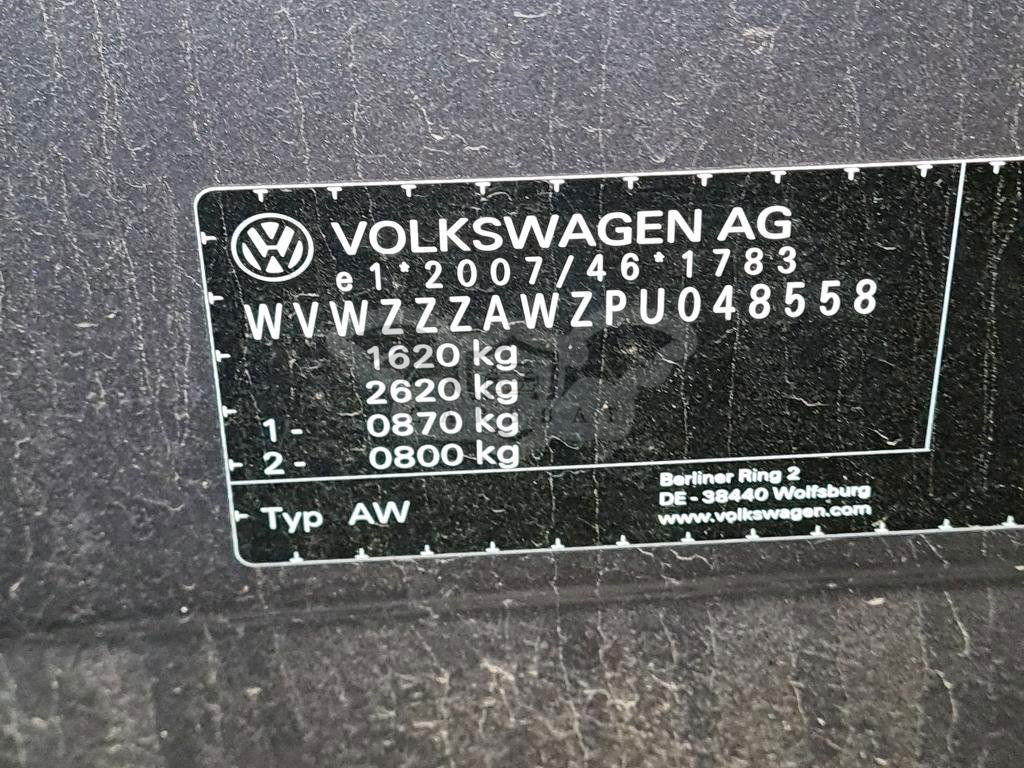 VOLKSWAGEN AG
e1*2007/46*1783
WVWZZZAWZPU048558
1620 kg
2620 kg
1- 0870 kg
2- 0800 kg
Typ AW
Berliner Ring 2
DE-38440 Wolfsburg
www.volkswagen.com